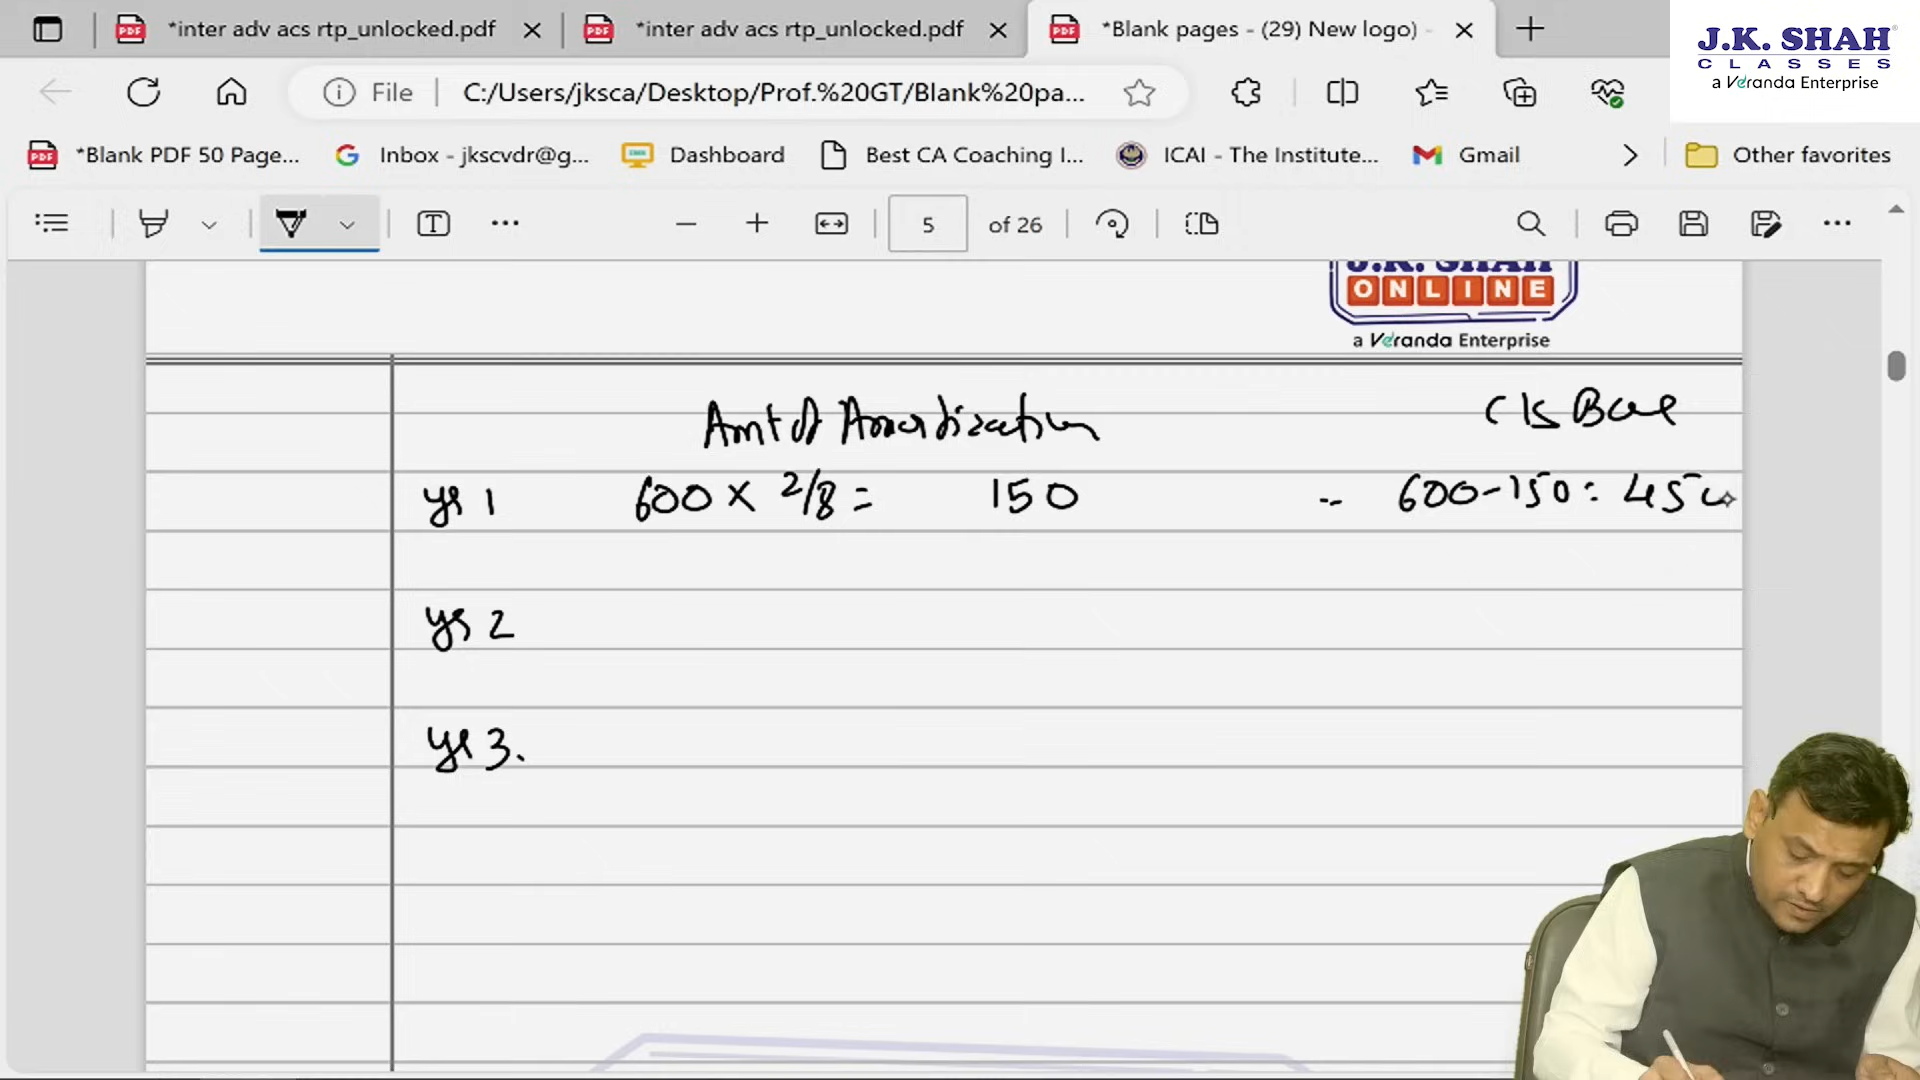 *inter adv acs rtp_unlocked.pdf
*inter adv acs rtp_unlocked.pdf
*Blank pages - (29) New logo) -
J.K. SHAH
CLASSES
a Veranda Enterprise
File C:/Users/jksca/Desktop/Prof.%20GT/Blank%20pa...
*Blank PDF 50 Page...
Inbox - jkscvdr@g...
Dashboard
Best CA Coaching I...
ICAI - The Institute...
Gmail
Other favorites
5 of 26
J.K. SHAH
ONLINE
a Veranda Enterprise
Amt of Amortization
yr 1 600 × 2/8 = 150 600-150 = 450
yr 2
yr 3.